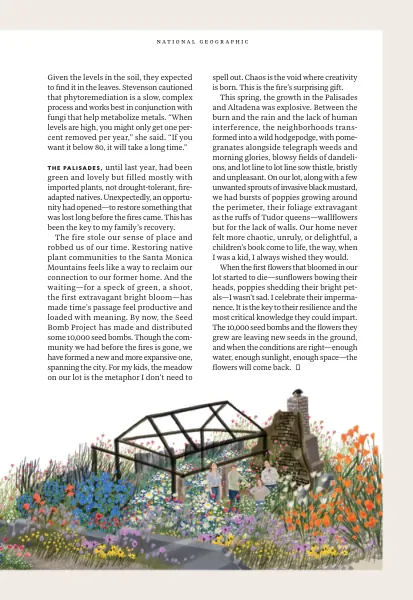 NATIONAL GEOGRAPHIC
Given the levels in the soil, they expected
to find it in the leaves. Stevenson cautioned
that phytoremediation is a slow, complex
process and works best in conjunction with
fungi that help metabolize metals. “When
levels are high, you might only get one per-
cent removed per year,” she said. “If you
want it below 80, it will take a long time.”
THE PALISADES, until last year, had been
green and lovely but filled mostly with
imported plants, not drought-tolerant, fire-
adapted natives. Unexpectedly, an opportu-
nity had opened—to restore something that
was lost long before the fires came. This has
been the key to my family’s recovery.
The fire stole our sense of place and
robbed us of our time. Restoring native
plant communities to the Santa Monica
Mountains feels like a way to reclaim our
connection to our former home. And the
waiting—for a speck of green, a shoot,
the first extravagant bright bloom—has
made time’s passage feel productive and
loaded with meaning. By now, the Seed
Bomb Project has made and distributed
some 10,000 seed bombs. Though the com-
munity we had before the fires is gone, we
have formed a new and more expansive one,
spanning the city. For my kids, the meadow
on our lot is the metaphor I don’t need to
spell out. Chaos is the void where creativity
is born. This is the fire’s surprising gift.
This spring, the growth in the Palisades
and Altadena was explosive. Between the
burn and the rain and the lack of human
interference, the neighborhoods trans-
formed into a wild hodgepodge, with pome-
granates alongside telegraph weeds and
morning glories, blowsy fields of dandeli-
ons, and lot line to lot line sow thistle, bristly
and unpleasant. On our lot, along with a few
unwanted sprouts of invasive black mustard,
we had bursts of poppies growing around
the perimeter, their foliage extravagant
as the ruffs of Tudor queens—wallflowers
but for the lack of walls. Our home never
felt more chaotic, unruly, or delightful, a
children’s book come to life, the way, when
I was a kid, I always wished they would.
When the first flowers that bloomed in our
lot started to die—sunflowers bowing their
heads, poppies shedding their bright pet-
als—I wasn’t sad. I celebrate their imperma-
nence. It is the key to their resilience and the
most critical knowledge they could impart.
The 10,000 seed bombs and the flowers they
grew are leaving new seeds in the ground,
and when the conditions are right—enough
water, enough sunlight, enough space—the
flowers will come back.